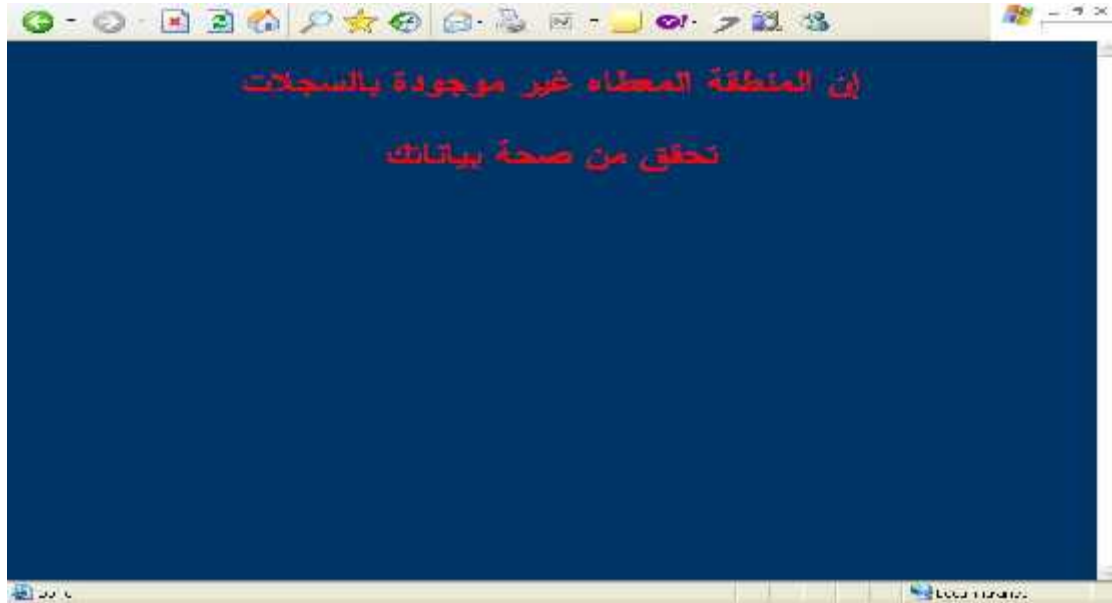 إن المنطقة المعطاه غير موجودة بالسجلات
تحقق من صحة بياناتك